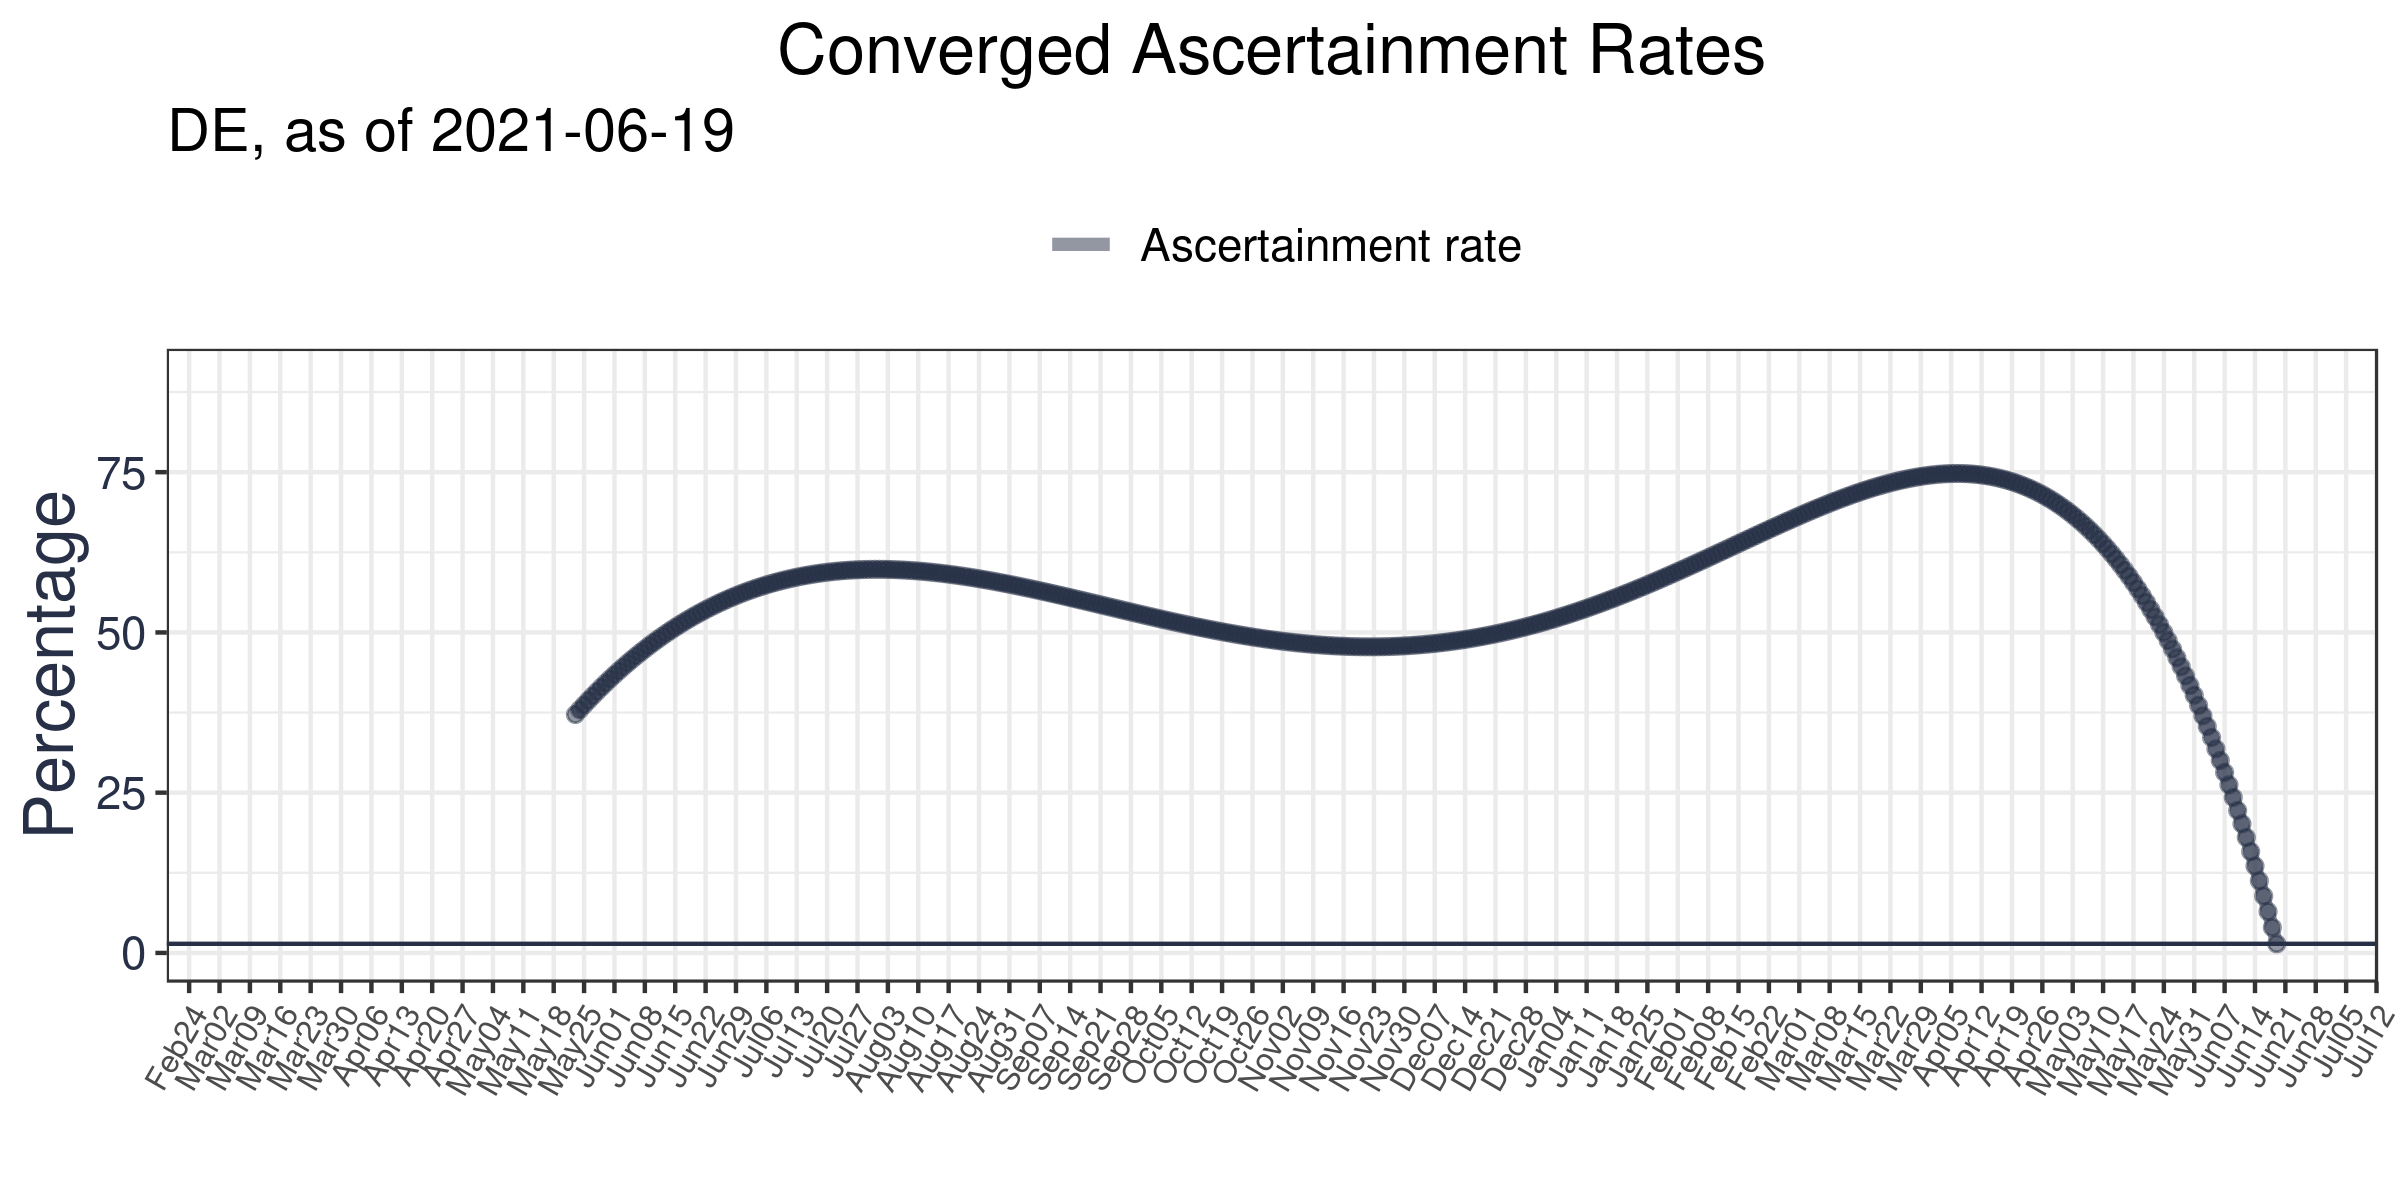 Converged Ascertainment Rates
DE, as of 2021-06-19
Ascertainment rate
Percentage
75
50
25
0
Feb24 Mar02 Mar09 Mar16 Mar23 Mar30 Apr06 Apr13 Apr20 Apr27 May04 May11 May18 May25 Jun01 Jun08 Jun15 Jun22 Jun29 Jul06 Jul13 Jul20 Jul27 Aug03 Aug10 Aug17 Aug24 Aug31 Sep07 Sep14 Sep21 Sep28 Oct05 Oct12 Oct19 Oct26 Nov02 Nov09 Nov16 Nov23 Nov30 Dec07 Dec14 Dec21 Dec28 Jan04 Jan11 Jan18 Jan25 Feb01 Feb08 Feb15 Feb22 Mar01 Mar08 Mar15 Mar22 Mar29 Apr05 Apr12 Apr19 Apr26 May03 May10 May17 May24 May31 Jun07 Jun14 Jun21 Jun28 Jul05 Jul12